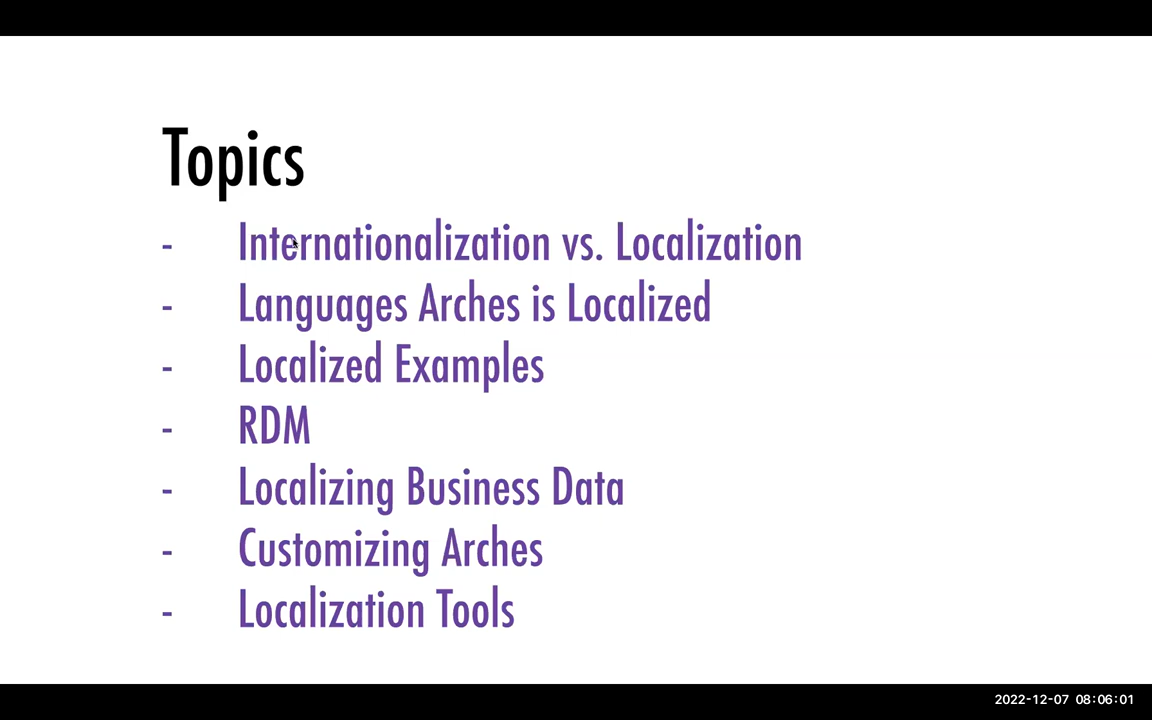 Topics
- Internationalization vs. Localization
- Languages Arches is Localized
- Localized Examples
- RDM
- Localizing Business Data
- Customizing Arches
- Localization Tools
2022-12-07 08:06:01